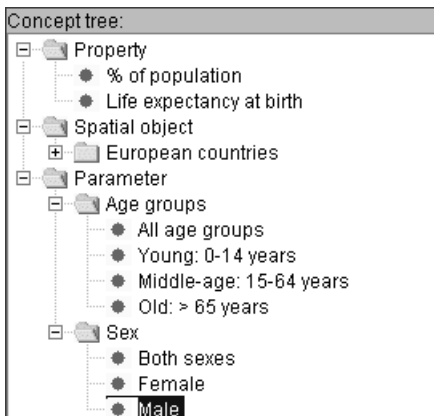 Concept tree:
Property
% of population
Life expectancy at birth
Spatial object
European countries
Parameter
Age groups
All age groups
Young: 0-14 years
Middle-age: 15-64 years
Old: > 65 years
Sex
Both sexes
Female
Male